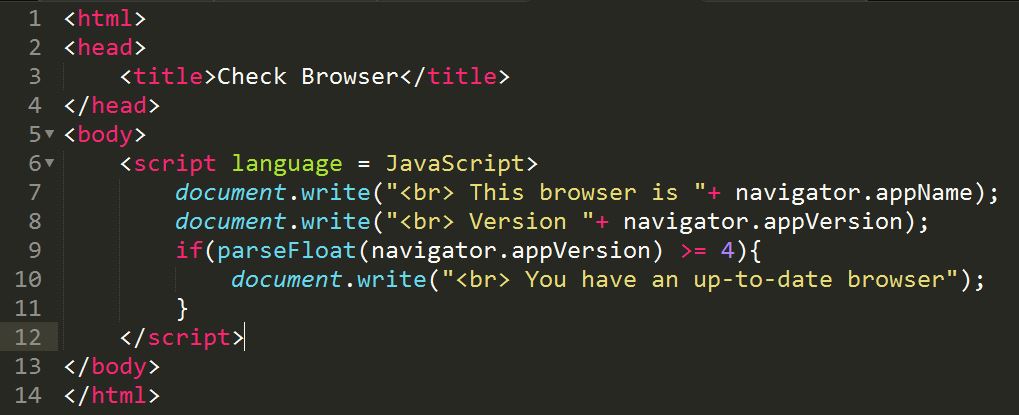 1 <html>
2 <head>
3     <title>Check Browser</title>
4 </head>
5 <body>
6     <script language = JavaScript>
7         document.write("<br> This browser is "+ navigator.appName);
8         document.write("<br> Version "+ navigator.appVersion);
9         if(parseFloat(navigator.appVersion) >= 4){
10             document.write("<br> You have an up-to-date browser");
11         }
12     </script>
13 </body>
14 </html>